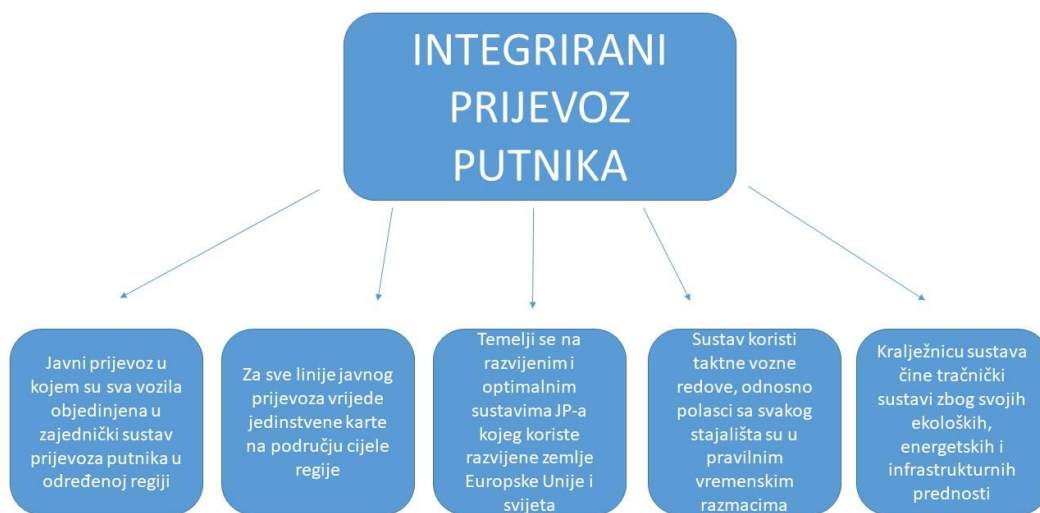 INTEGRIRANI
PRIJEVOZ
PUTNIKA
Javni prijevoz u
kojem su sva vozila
objedinjena u
zajednički sustav
prijevoza putnika u
određenoj regiji
Za sve linije javnog
prijevoza vrijede
jedinstvene karte
na području cijele
regije
Temelji se na
razvijenim i
optimalnim
sustavima JP-a
kojeg koriste
razvijene zemlje
Europske Unije i
svijeta
Sustav koristi
taktne vozne
redove, odnosno
polasci sa svakog
stajališta su u
pravilnim
vremenskim
razmacima
Kralježnicu sustava
čine tračnički
sustavi zbog svojih
ekoloških,
energetskih i
infrastrukturnih
prednosti